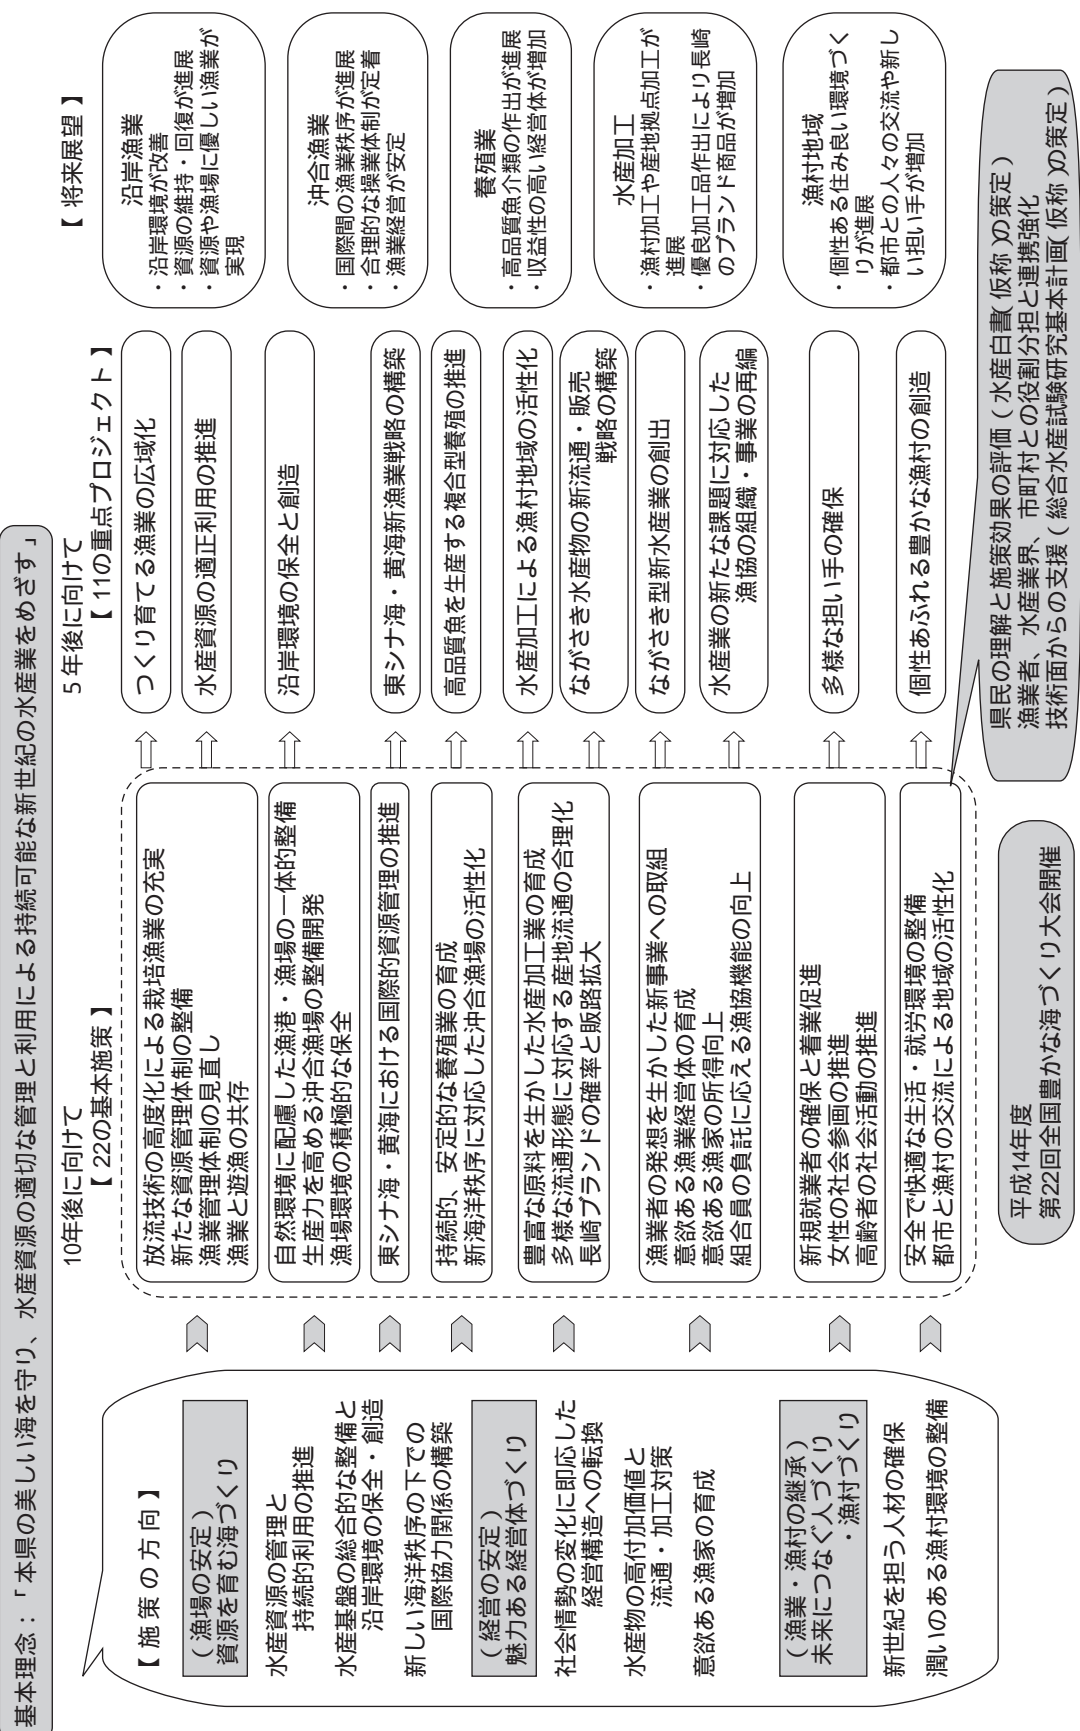 基本理念：「本県の美しい海を守り、水産資源の適切な管理と利用による持続可能な新世紀の水産業をめざす」
【 施 策 の 方 向 】
（ 漁場の安定 ）
資源を育む海づくり
水産資源の管理と
持続的利用の推進
水産基盤の総合的な整備と
沿岸環境の保全・創造
新しい海洋秩序の下での
国際協力関係の構築
（ 経営の安定 ）
魅力ある経営体づくり
社会情勢の変化に即応した
経営構造への転換
水産物の高付加価値と
流通・加工対策
意欲ある漁家の育成
（ 漁業・漁村の継承 ）
未来につなぐ人づくり
・漁村づくり
新世紀を担う人材の確保
潤いのある漁村環境の整備
10年後に向けて
【 22の基本施策 】
放流技術の高度化による栽培漁業の充実
新たな資源管理体制の整備
漁業管理体制の見直し
漁業と遊漁の共存
自然環境に配慮した漁港・漁場の一体的整備
生産力を高める沖合漁場の整備開発
漁場環境の積極的な保全
東シナ海・黄海における国際的資源管理の推進
持続的、安定的な養殖業の育成
新海洋秩序に対応した沖合漁場の活性化
豊富な原料を生かした水産加工業の育成
多様な流通形態に対応する産地流通の合理化
長崎ブランドの確率と販路拡大
漁業者の発想を生かした新事業への取組
意欲ある漁業経営体の育成
意欲ある漁家の所得向上
組合員の負託に応える漁協機能の向上
新規就業者の確保と着業促進
女性の社会参画の推進
高齢者の社会活動の推進
安全で快適な生活・就労環境の整備
都市と漁村の交流による地域の活性化
平成14年度
第22回全国豊かな海づくり大会開催
5 年後に向けて
【 11の重点プロジェクト 】
つくり育てる漁業の広域化
水産資源の適正利用の推進
沿岸環境の保全と創造
東シナ海・黄海新漁業戦略の構築
高品質魚を生産する複合型養殖の推進
水産加工による漁村地域の活性化
ながさき水産物の新流通・販売
戦略の構築
ながさき型新水産業の創出
水産業の新たな課題に対応した
漁協の組織・事業の再編
多様な担い手の確保
個性あふれる豊かな漁村の創造
県民の理解と施策効果の評価（ 水産白書(仮称 )の策定 ）
漁業者、水産業界、市町村との役割分担と連携強化
技術面からの支援（ 総合水産試験研究基本計画(仮称 )の策定 ）
【 将来展望 】
沿岸漁業
・沿岸環境が改善
・資源の維持・回復が進展
・資源や漁場に優しい漁業が
実現
沖合漁業
・国際間の漁業秩序が進展
・合理的な操業体制が定着
・漁業経営が安定
養殖業
・高品質魚介類の作出が進展
・収益性の高い経営体が増加
水産加工
・漁村加工や産地拠点加工が
進展
・優良加工品作出により長崎
のブランド商品が増加
漁村地域
・個性ある住み良い環境づく
りが進展
・都市との人々の交流や新し
い担い手が増加